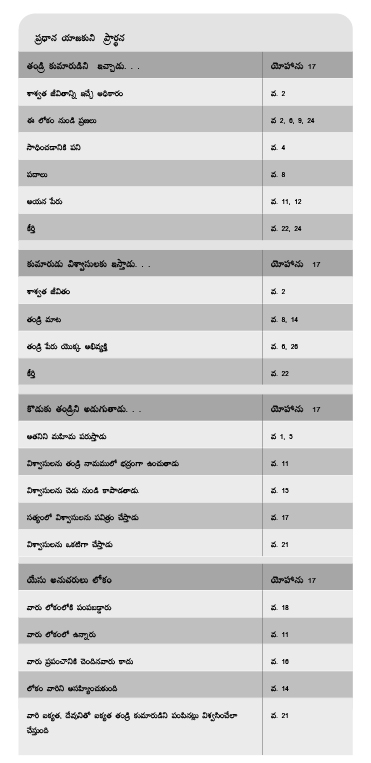 ప్రధాన యాజకుని ప్రార్థన
తండ్రి కుమారుడిని ఇచ్చాడు. . . యోహాను 17
శాశ్వత జీవితాన్ని ఇచ్చే అధికారం వ. 2
ఈ లోకం నుండి ప్రజలు వ 2, 6, 9, 24
సాధించడానికి పని వ. 4
పదాలు వ. 8
ఆయన పేరు వ. 11, 12
కీర్తి వ. 22, 24
కుమారుడు విశ్వాసులకు ఇస్తాడు. . . యోహాను 17
శాశ్వత జీవితం వ. 2
తండ్రి మాట వ. 8, 14
తండ్రి పేరు యొక్క అభివ్యక్తి వ. 6, 26
కీర్తి వ. 22
కొడుకు తండ్రిని అడుగుతాడు. . . యోహాను 17
అతనిని మహిమ పరుస్తాడు వ 1, 5
విశ్వాసులను తండ్రి నామములో భద్రంగా ఉంచుతాడు వ. 11
విశ్వాసులను చెడు నుండి కాపాడతాడు. వ. 15
సత్యంలో విశ్వాసులను పవిత్రం చేస్తాడు వ. 17
విశ్వాసులను ఒకటిగా చేస్తాడు వ. 21
యేసు అనుచరులు లోకం యోహాను 17
వారు లోకంలోకి పంపబడ్డారు వ. 18
వారు లోకంలో ఉన్నారు వ. 11
వారు ప్రపంచానికి చెందినవారు కాదు వ. 16
లోకం వారిని అసహ్యించుకుంది వ. 14
వారి ఐక్యత, దేవునితో ఐక్యత తండ్రి కుమారుడిని పంపినట్లు విశ్వసించేలా వ. 21
చేస్తుంది